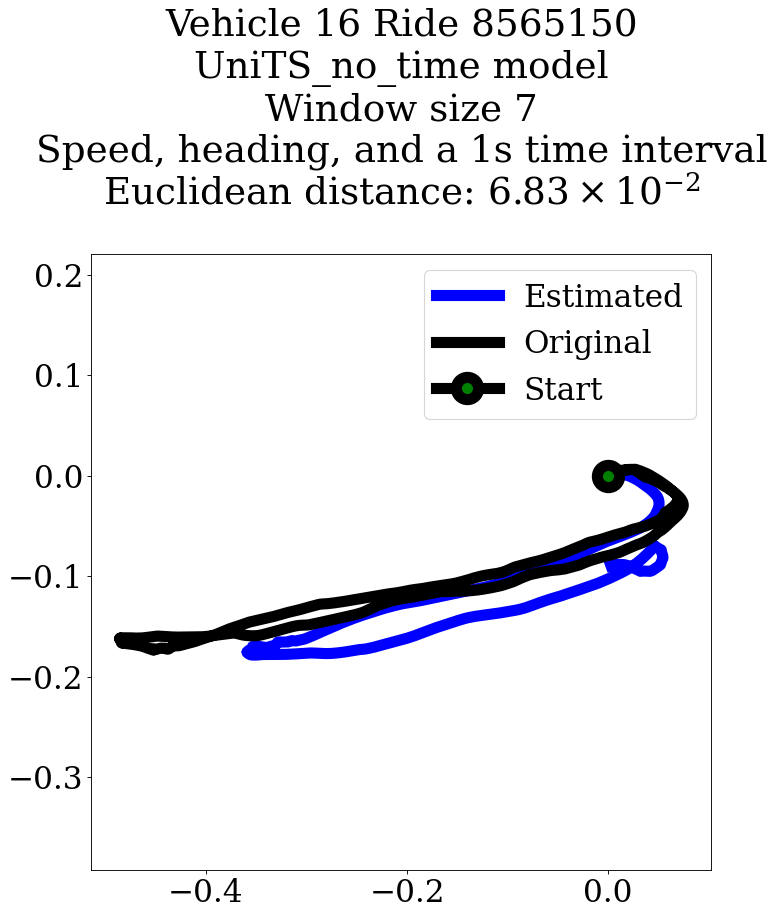 Vehicle 16 Ride 8565150
UniTS_no_time model
Window size 7
Speed, heading, and a 1s time interval
Euclidean distance: 6.83 × 10⁻²
Estimated
Original
Start
0.2
0.1
0.0
−0.1
−0.2
−0.3
−0.4
−0.2
0.0